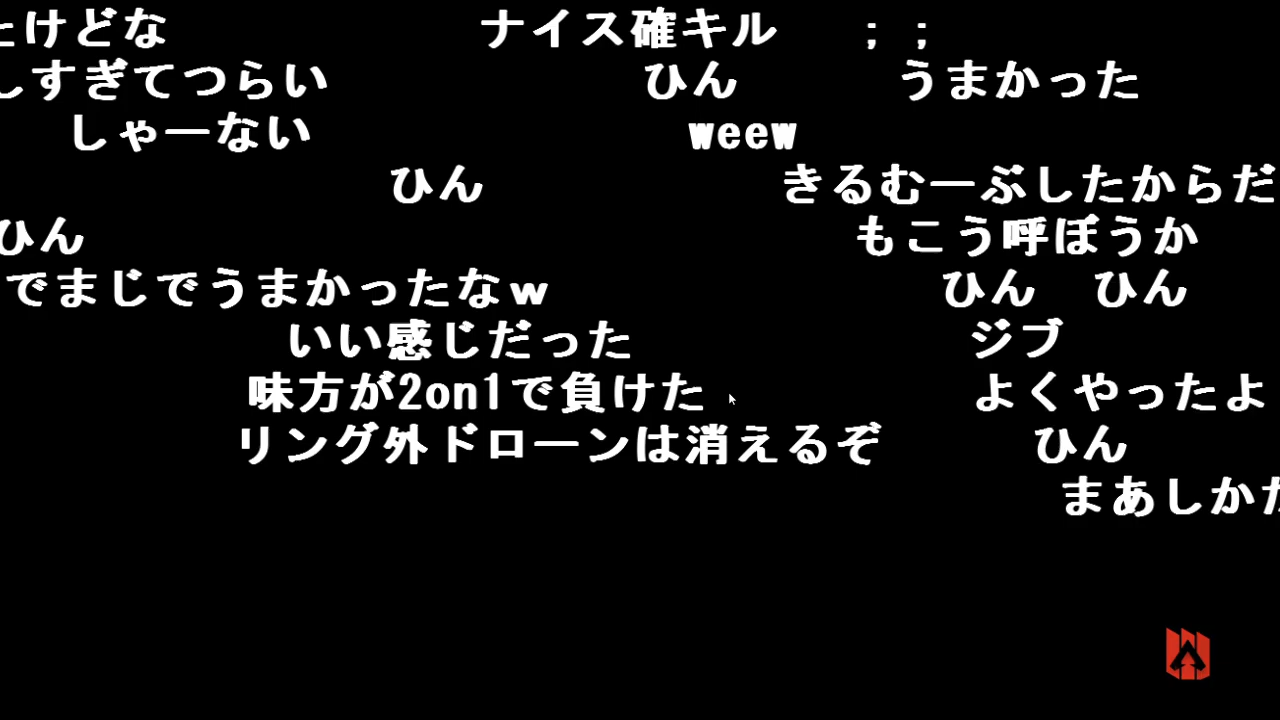 たけどな ナイス確キル ；；
しすぎてつらい ひん うまかった
しゃーない weew
ひん きるむーぶしたからだ
ひん もこう呼ぼうか
でまじでうまかったなｗ ひん ひん
いい感じだった ジブ
味方が2on1で負けた よくやったよ
リング外ドローンは消えるぞ ひん
まあしかた